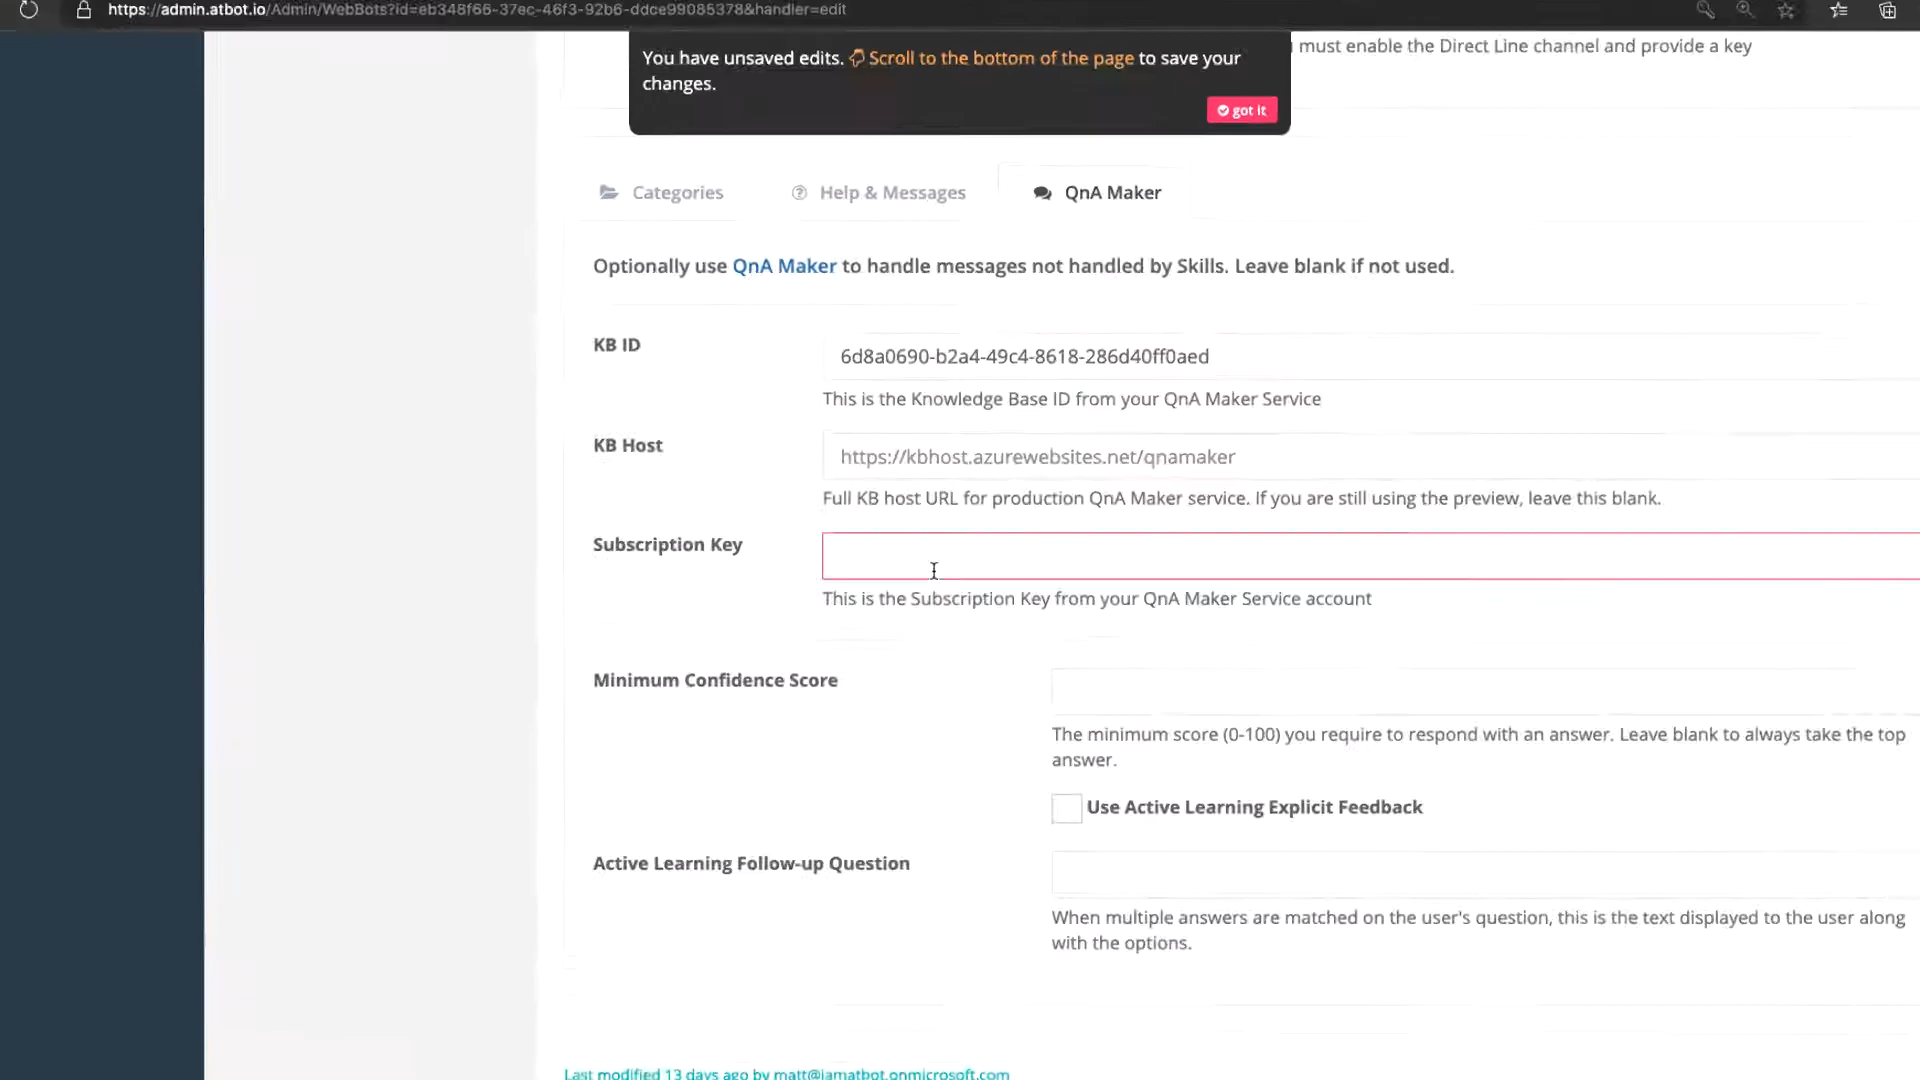 https://admin.atbot.io/Admin/WebBots?id=eb348f66-37ec-46f3-92b6-ddce99085378&handler=edit
must enable the Direct Line channel and provide a key
You have unsaved edits. Scroll to the bottom of the page to save your
changes.
got it
Categories
Help & Messages
QnA Maker
Optionally use QnA Maker to handle messages not handled by Skills. Leave blank if not used.
KB ID
6d8a0690-b2a4-49c4-8618-286d40ff0aed
This is the Knowledge Base ID from your QnA Maker Service
KB Host
https://kbhost.azurewebsites.net/qnamaker
Full KB host URL for production QnA Maker service. If you are still using the preview, leave this blank.
Subscription Key
This is the Subscription Key from your QnA Maker Service account
Minimum Confidence Score
The minimum score (0-100) you require to respond with an answer. Leave blank to always take the top
answer.
Use Active Learning Explicit Feedback
Active Learning Follow-up Question
When multiple answers are matched on the user's question, this is the text displayed to the user along
with the options.
Last modified 13 days ago by matt@iamatbot.onmicrosoft.com